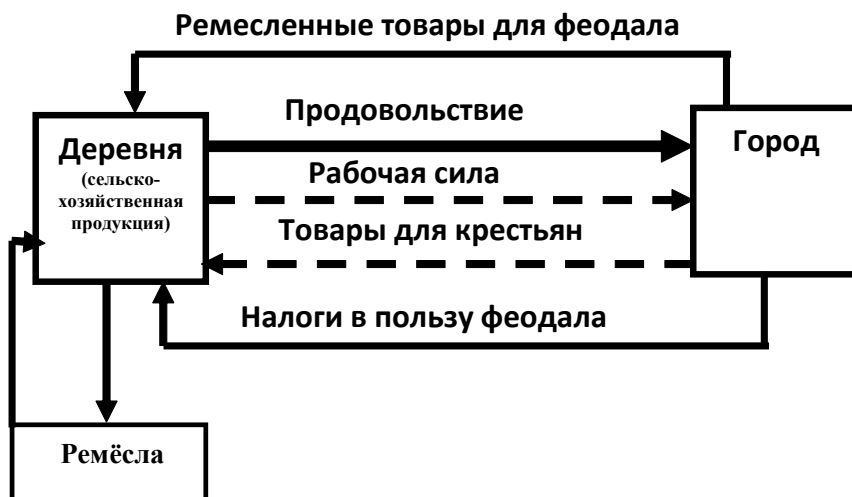 Ремесленные товары для феодала
Продовольствие
Деревня
(сельско-
хозяйственная
продукция)
Город
Рабочая сила
Товары для крестьян
Налоги в пользу феодала
Ремёсла